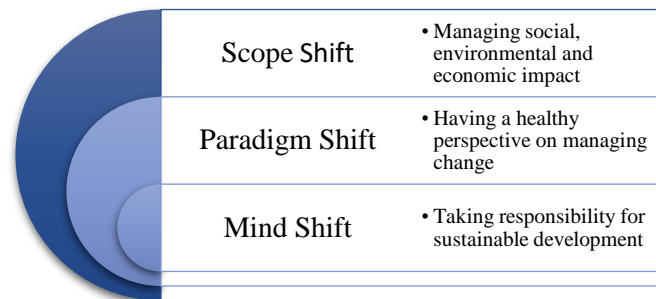 Scope Shift
• Managing social,
environmental and
economic impact
Paradigm Shift
• Having a healthy
perspective on managing
change
Mind Shift
• Taking responsibility for
sustainable development